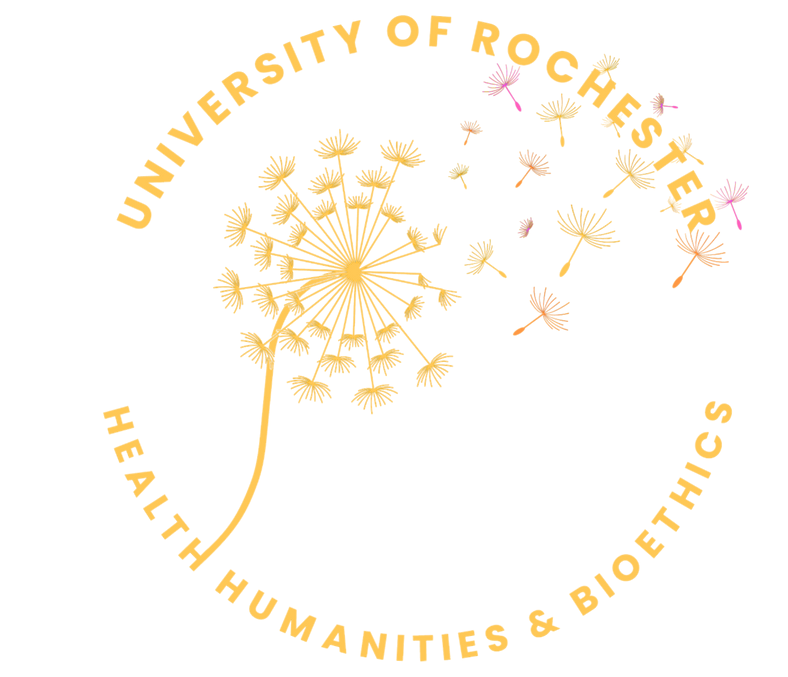 UNIVERSITY OF ROCHESTER
HEALTH HUMANITIES & BIOETHICS